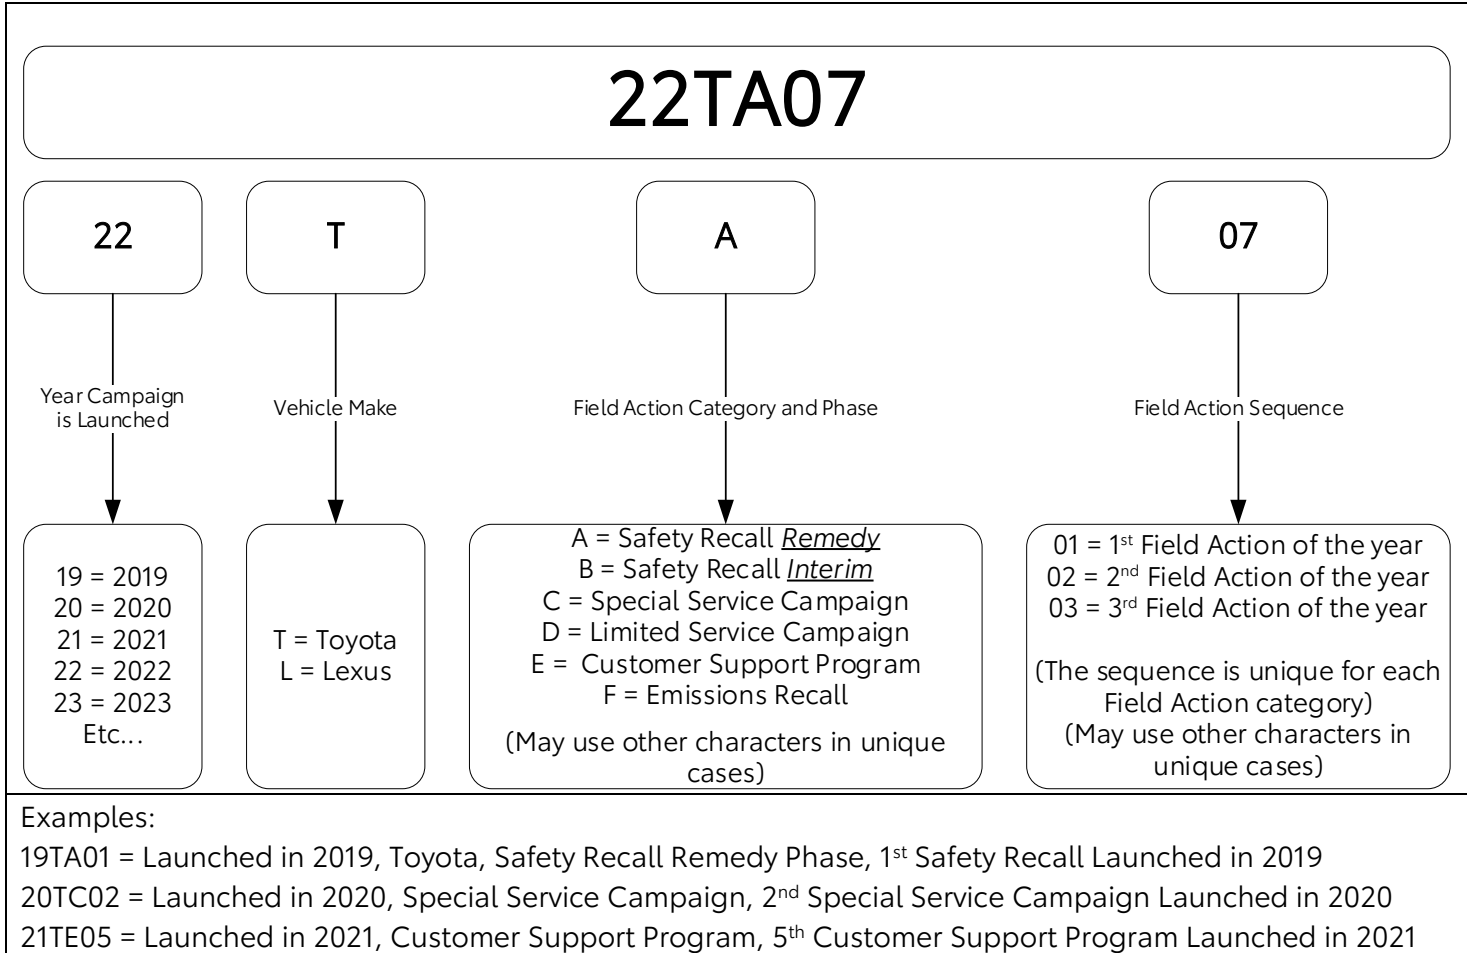 22TA07
22
T
A
07
Year Campaign
is Launched
Vehicle Make
Field Action Category and Phase
Field Action Sequence
19 = 2019
20 = 2020
21 = 2021
22 = 2022
23 = 2023
Etc...
T = Toyota
L = Lexus
A = Safety Recall Remedy
B = Safety Recall Interim
C = Special Service Campaign
D = Limited Service Campaign
E =  Customer Support Program
F = Emissions Recall
(May use other characters in unique
cases)
01 = 1st Field Action of the year
02 = 2nd Field Action of the year
03 = 3rd Field Action of the year
(The sequence is unique for each
Field Action category)
(May use other characters in
unique cases)
Examples:
19TA01 = Launched in 2019, Toyota, Safety Recall Remedy Phase, 1st Safety Recall Launched in 2019
20TC02 = Launched in 2020, Special Service Campaign, 2nd Special Service Campaign Launched in 2020
21TE05 = Launched in 2021, Customer Support Program, 5th Customer Support Program Launched in 2021